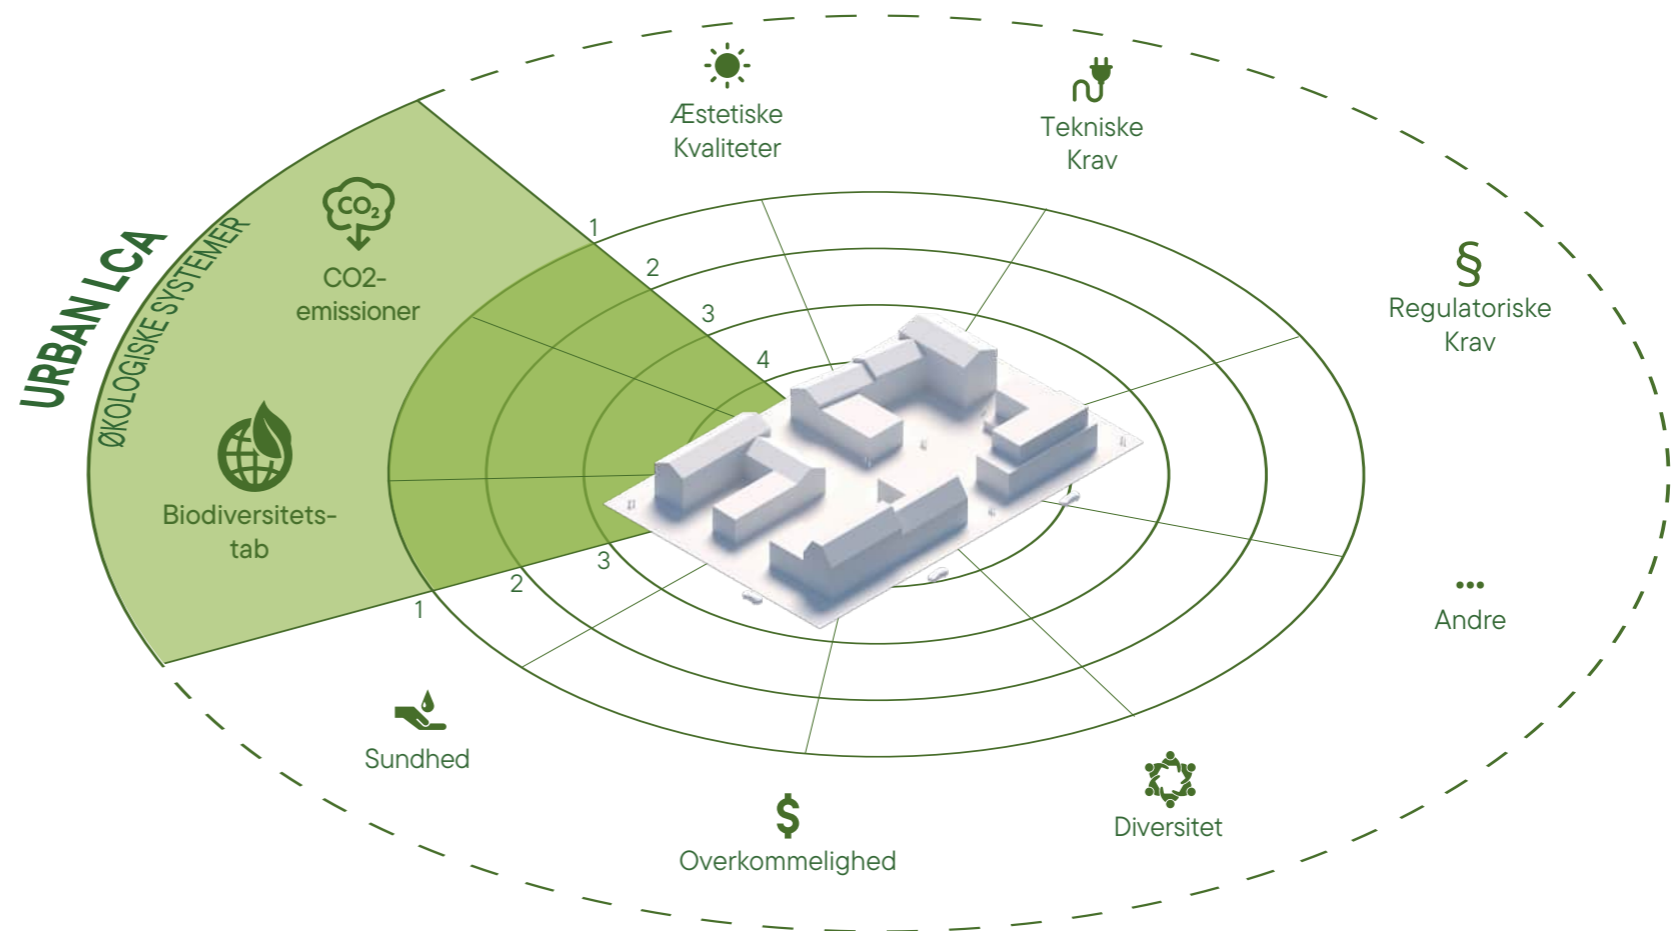 URBAN LCA
ØKOLOGISKE SYSTEMER
CO2
CO2-
emissioner
Biodiversitets-
tab
Æstetiske
Kvaliteter
Tekniske
Krav
§
Regulatoriske
Krav
...
Andre
Diversitet
$
Overkommelighed
Sundhed
1
2
3
4
3
2
1